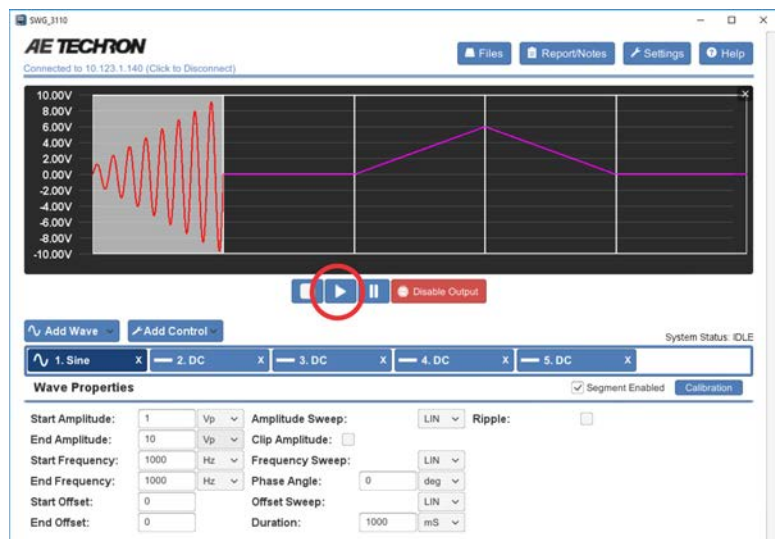 SWG_3110
AE TECHRON
Connected to 10.123.1.140 (Click to Disconnect)
Files
Report/Notes
Settings
Help
10.00V
8.00V
6.00V
4.00V
2.00V
0.00V
-2.00V
-4.00V
-6.00V
-8.00V
-10.00V
Disable Output
Add Wave
Add Control
System Status: IDLE
1. Sine X
2. DC X
3. DC X
4. DC X
5. DC X
Wave Properties
Segment Enabled
Calibration
Start Amplitude: 1 Vp Amplitude Sweep: LIN Ripple:
End Amplitude: 10 Vp Clip Amplitude:
Start Frequency: 1000 Hz Frequency Sweep: LIN
End Frequency: 1000 Hz Phase Angle: 0 deg
Start Offset: 0 Offset Sweep: LIN
End Offset: 0 Duration: 1000 mS